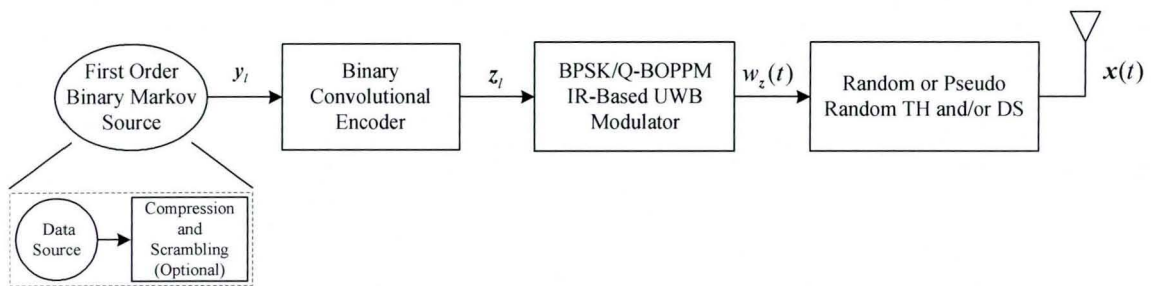 First Order
Binary Markov
Source
y_l
Binary
Convolutional
Encoder
z_l
BPSK/Q-BOPPM
IR-Based UWB
Modulator
w_z(t)
Random or Pseudo
Random TH and/or DS
x(t)
Data
Source
Compression
and
Scrambling
(Optional)